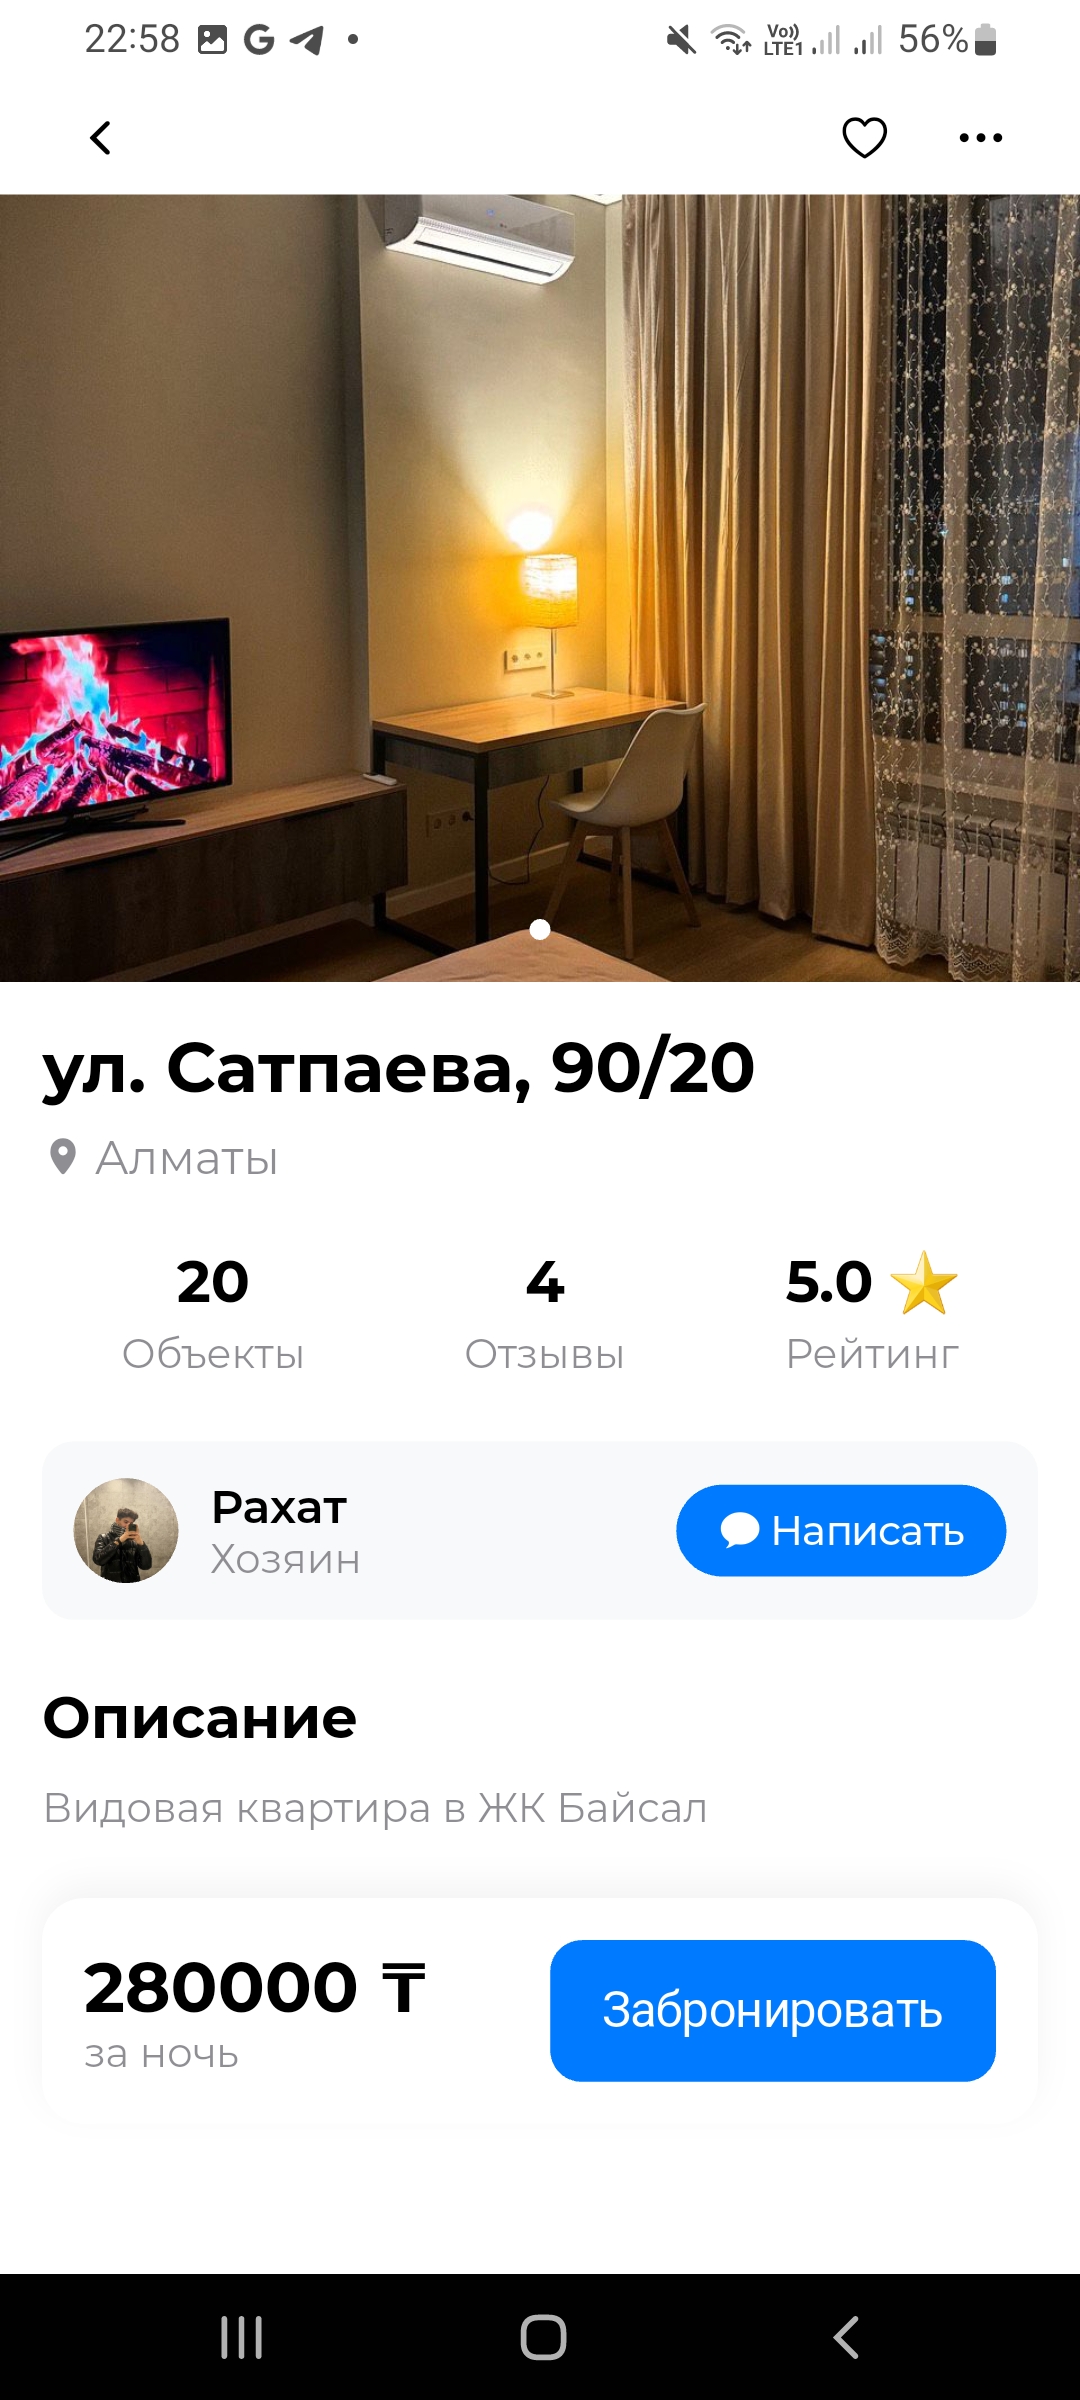 22:58
Vo)) LTE1 56%
ул. Сатпаева, 90/20
Алматы
20 4 5.0
Объекты Отзывы Рейтинг
Рахат
Хозяин
Написать
Описание
Видовая квартира в ЖК Байсал
280000 ₸
за ночь
Забронировать